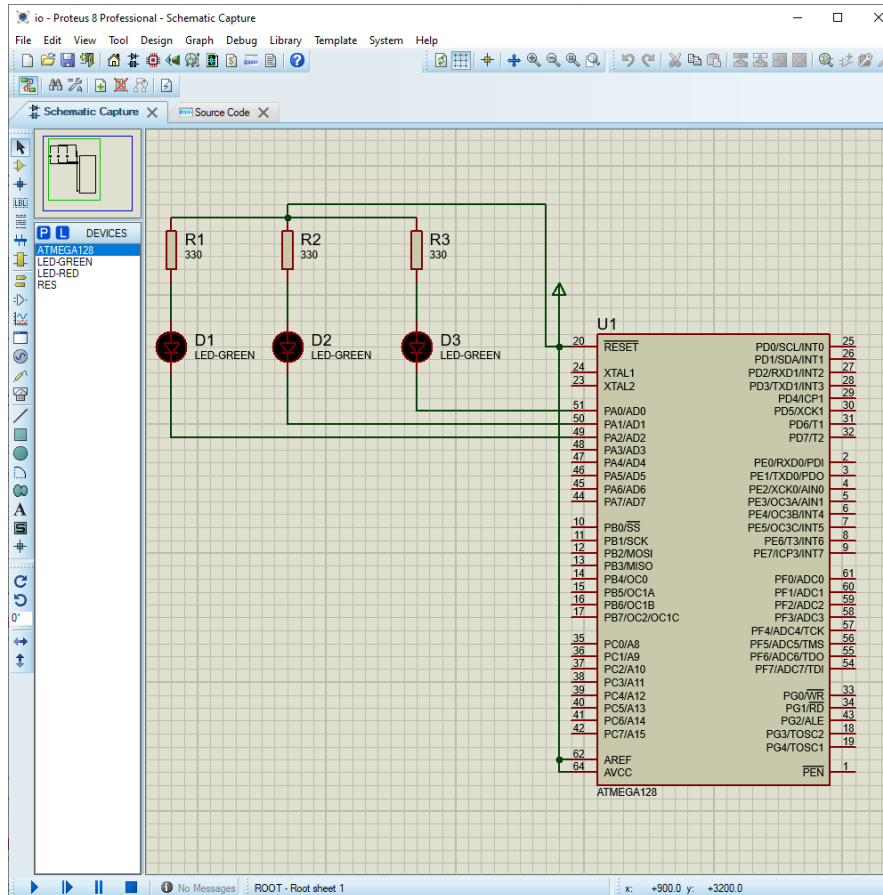 io - Proteus 8 Professional - Schematic Capture
File Edit View Tool Design Graph Debug Library Template System Help
Schematic Capture
Source Code
LBL
A
S
0°
P L DEVICES
ATMEGA128
LED-GREEN
LED-RED
RES
R1
330
R2
330
R3
330
D1
LED-GREEN
D2
LED-GREEN
D3
LED-GREEN
U1
20 RESET
24 XTAL1
23 XTAL2
51 PA0/AD0
50 PA1/AD1
49 PA2/AD2
48 PA3/AD3
47 PA4/AD4
46 PA5/AD5
45 PA6/AD6
44 PA7/AD7
10 PB0/SS
11 PB1/SCK
12 PB2/MOSI
13 PB3/MISO
14 PB4/OC0
15 PB5/OC1A
16 PB6/OC1B
17 PB7/OC2/OC1C
35 PC0/A8
36 PC1/A9
37 PC2/A10
38 PC3/A11
39 PC4/A12
40 PC5/A13
41 PC6/A14
42 PC7/A15
62 AREF
64 AVCC
PD0/SCL/INT0 25
PD1/SDA/INT1 26
PD2/RXD1/INT2 27
PD3/TXD1/INT3 28
PD4/ICP1 29
PD5/XCK1 30
PD6/T1 31
PD7/T2 32
PE0/RXD0/PDI 2
PE1/TXD0/PDO 3
PE2/XCK0/AIN0 4
PE3/OC3A/AIN1 5
PE4/OC3B/INT4 6
PE5/OC3C/INT5 7
PE6/T3/INT6 8
PE7/ICP3/INT7 9
PF0/ADC0 61
PF1/ADC1 60
PF2/ADC2 59
PF3/ADC3 58
PF4/ADC4/TCK 57
PF5/ADC5/TMS 56
PF6/ADC6/TDO 55
PF7/ADC7/TDI 54
PG0/WR 33
PG1/RD 34
PG2/ALE 43
PG3/TOSC2 18
PG4/TOSC1 19
PEN 1
ATMEGA128
No Messages ROOT - Root sheet 1 x: +900.0 y: +3200.0